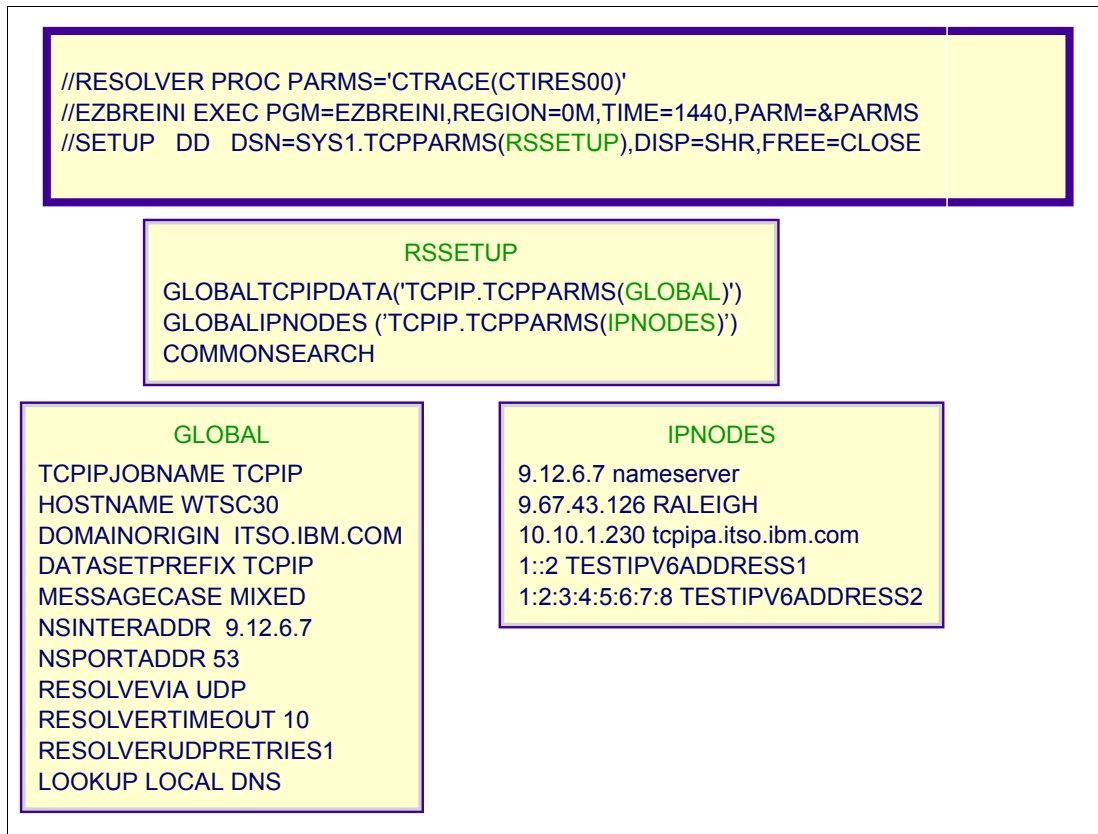 //RESOLVER PROC PARMS='CTRACE(CTIRES00)'
//EZBREINI EXEC PGM=EZBREINI,REGION=0M,TIME=1440,PARM=&PARMS
//SETUP DD DSN=SYS1.TCPPARMS(RSSETUP),DISP=SHR,FREE=CLOSE
RSSETUP
GLOBALTCPIPDATA('TCPIP.TCPPARMS(GLOBAL)')
GLOBALIPNODES ('TCPIP.TCPPARMS(IPNODES)')
COMMONSEARCH
GLOBAL
TCPIPJOBNAME TCPIP
HOSTNAME WTSC30
DOMAINORIGIN ITSO.IBM.COM
DATASETPREFIX TCPIP
MESSAGECASE MIXED
NSINTERADDR 9.12.6.7
NSPORTADDR 53
RESOLVEVIA UDP
RESOLVERTIMEOUT 10
RESOLVERUDPRETRIES1
LOOKUP LOCAL DNS
IPNODES
9.12.6.7 nameserver
9.67.43.126 RALEIGH
10.10.1.230 tcpipa.itso.ibm.com
1::2 TESTIPV6ADDRESS1
1:2:3:4:5:6:7:8 TESTIPV6ADDRESS2